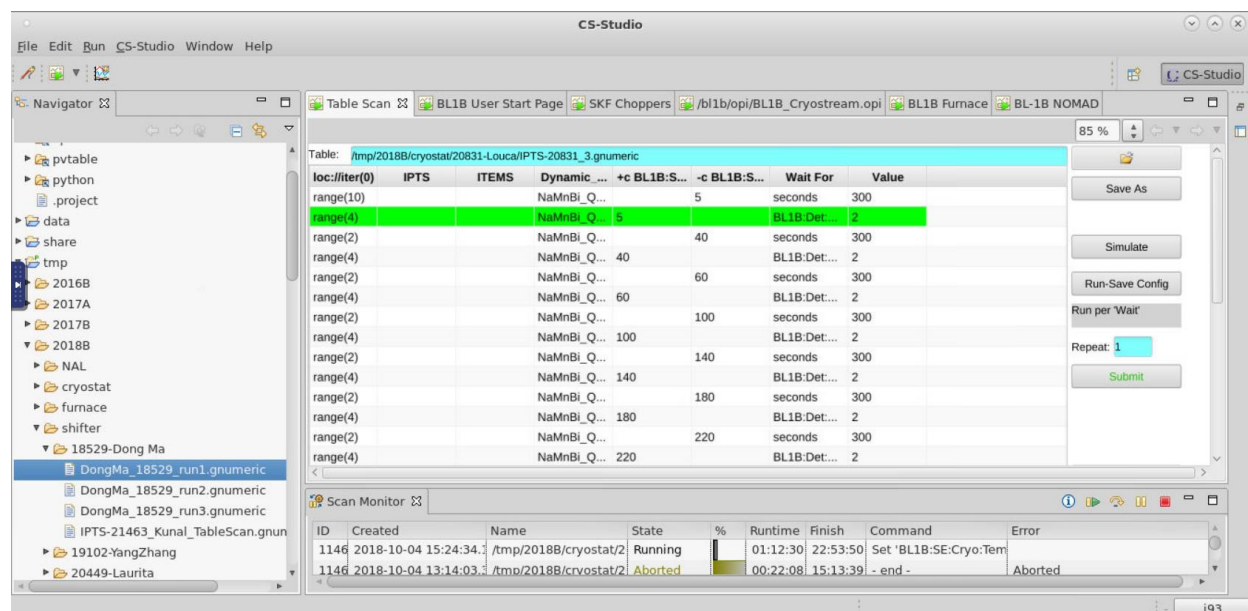 CS-Studio
File Edit Run CS-Studio Window Help
CS-Studio
Navigator
pvtable
python
.project
data
share
tmp
2016B
2017A
2017B
2018B
NAL
cryostat
furnace
shifter
18529-Dong Ma
DongMa_18529_run1.gnumeric
DongMa_18529_run2.gnumeric
DongMa_18529_run3.gnumeric
IPTS-21463_Kunal_TableScan.gnun
19102-YangZhang
20449-Laurita
Table Scan BL1B User Start Page SKF Choppers /bl1b/opi/BL1B_Cryostream.opi BL1B Furnace BL-1B NOMAD
85 %
Table: /tmp/2018B/cryostat/20831-Louca/IPTS-20831_3.gnumeric
loc://iter(0) IPTS ITEMS Dynamic_... +c BL1B:S... -c BL1B:S... Wait For Value
range(10) NaMnBi_Q... 5 seconds 300
range(4) NaMnBi_Q... 5 BL1B:Det:... 2
range(2) NaMnBi_Q... 40 seconds 300
range(4) NaMnBi_Q... 40 BL1B:Det:... 2
range(2) NaMnBi_Q... 60 seconds 300
range(4) NaMnBi_Q... 60 BL1B:Det:... 2
range(2) NaMnBi_Q... 100 seconds 300
range(4) NaMnBi_Q... 100 BL1B:Det:... 2
range(2) NaMnBi_Q... 140 seconds 300
range(4) NaMnBi_Q... 140 BL1B:Det:... 2
range(2) NaMnBi_Q... 180 seconds 300
range(4) NaMnBi_Q... 180 BL1B:Det:... 2
range(2) NaMnBi_Q... 220 seconds 300
range(4) NaMnBi_Q... 220 BL1B:Det:... 2
Save As
Simulate
Run-Save Config
Run per 'Wait'
Repeat: 1
Submit
Scan Monitor
ID Created Name State % Runtime Finish Command Error
1146 2018-10-04 15:24:34.1 /tmp/2018B/cryostat/2 Running 01:12:30 22:53:50 Set 'BL1B:SE:Cryo:Tem
1146 2018-10-04 13:14:03.3 /tmp/2018B/cryostat/2 Aborted 00:22:08 15:13:39 - end - Aborted
i93